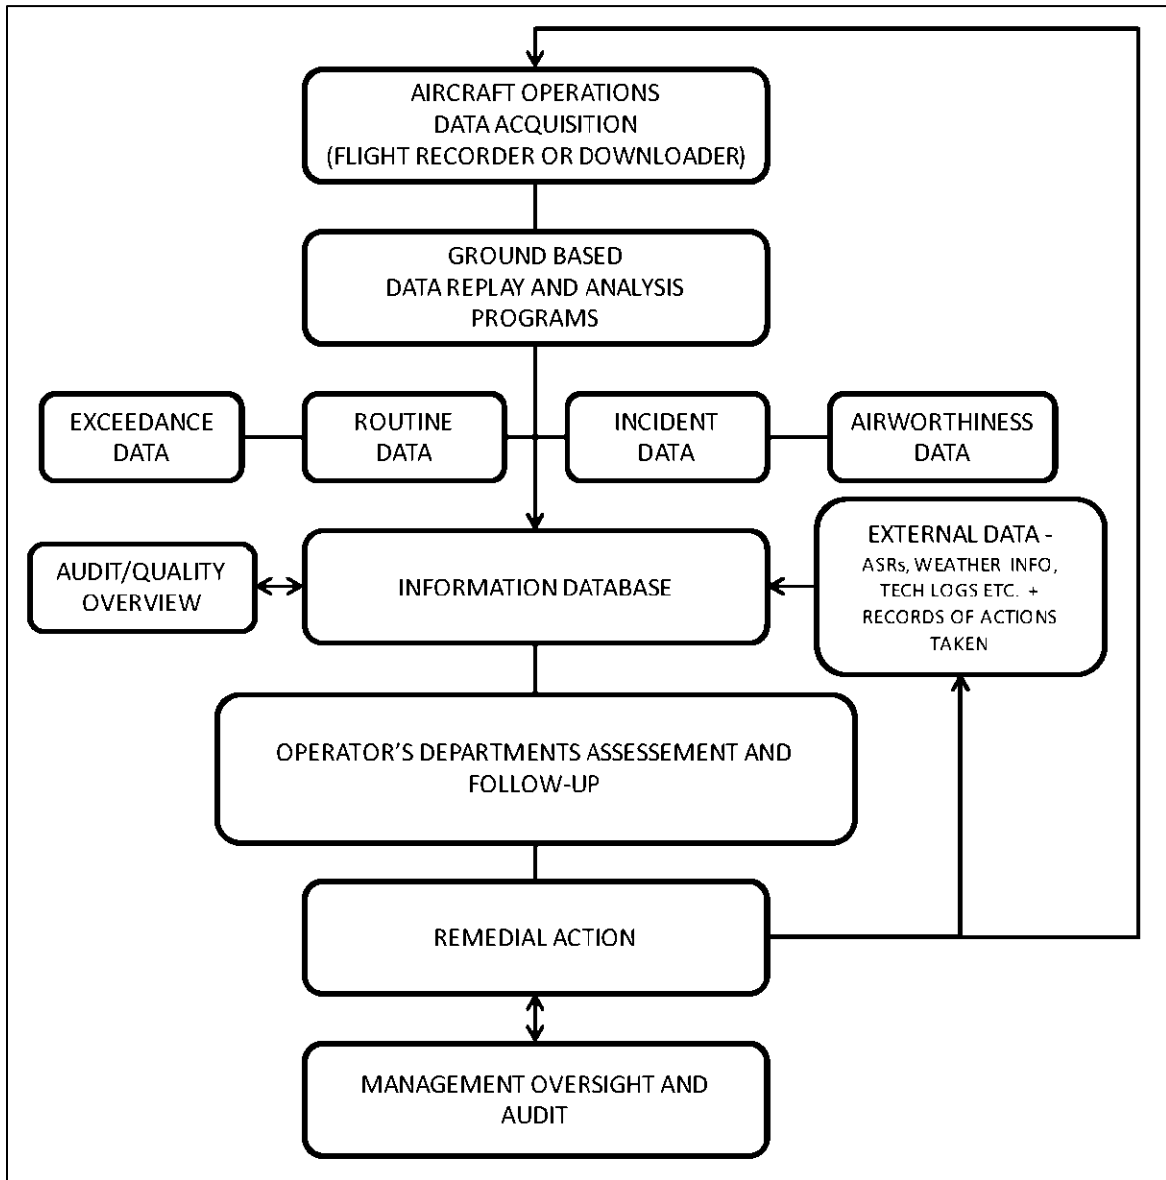 AIRCRAFT OPERATIONS
DATA ACQUISITION
(FLIGHT RECORDER OR DOWNLOADER)
GROUND BASED
DATA REPLAY AND ANALYSIS
PROGRAMS
EXCEEDANCE
DATA
ROUTINE
DATA
INCIDENT
DATA
AIRWORTHINESS
DATA
AUDIT/QUALITY
OVERVIEW
INFORMATION DATABASE
EXTERNAL DATA -
ASRs, WEATHER INFO,
TECH LOGS ETC. +
RECORDS OF ACTIONS
TAKEN
OPERATOR'S DEPARTMENTS ASSESSEMENT AND
FOLLOW-UP
REMEDIAL ACTION
MANAGEMENT OVERSIGHT AND
AUDIT